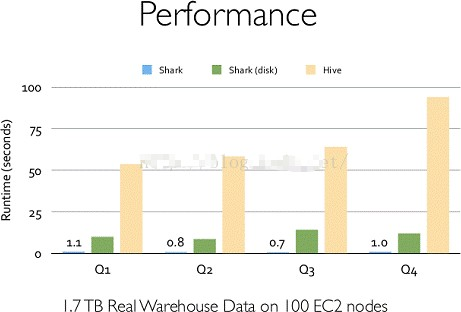 Performance
Shark Shark (disk) Hive
Runtime (seconds)
100
75
50
25
0
1.1 0.8 0.7 1.0
Q1 Q2 Q3 Q4
1.7 TB Real Warehouse Data on 100 EC2 nodes